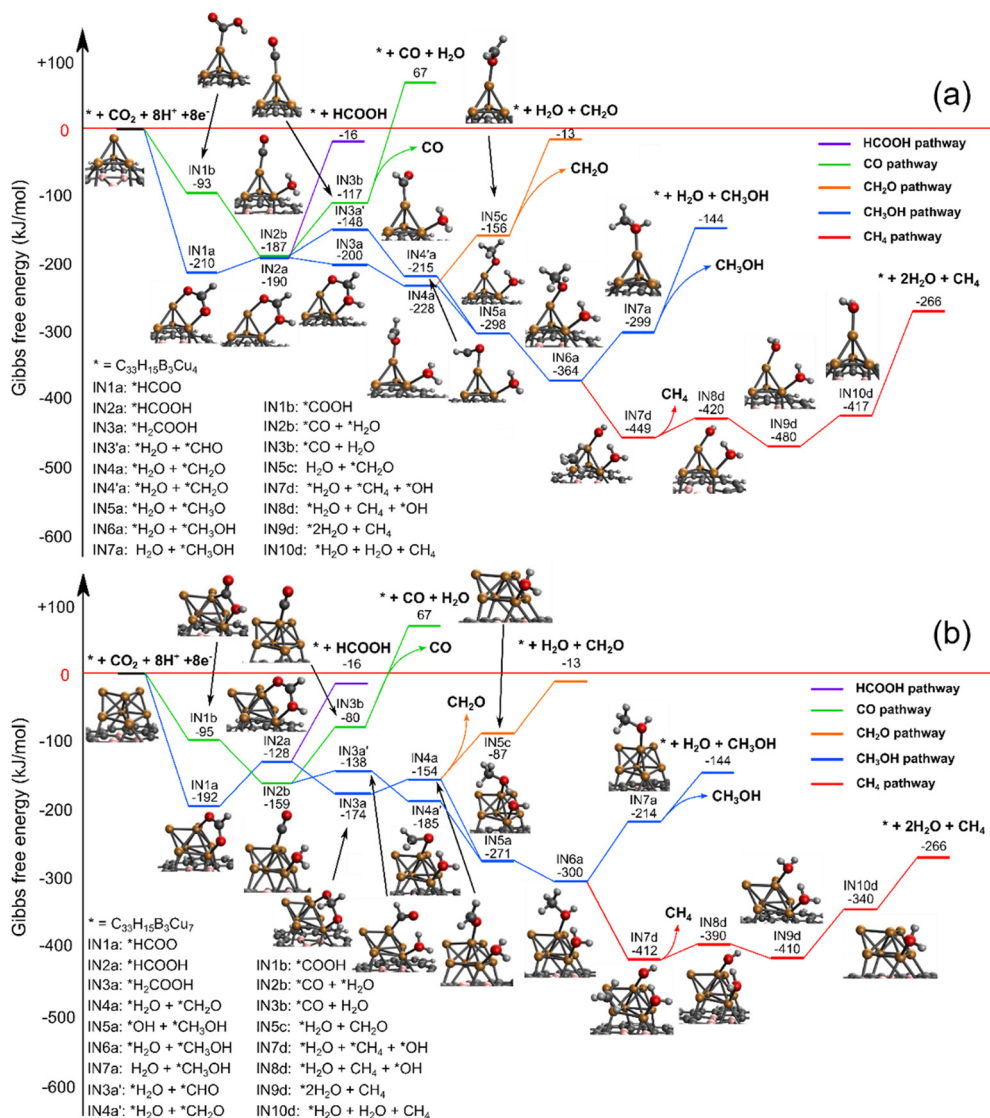 (a)
Gibbs free energy (kJ/mol)
+100
0
-100
-200
-300
-400
-500
-600
* + CO₂ + 8H⁺ +8e⁻
* + CO + H₂O
67
* + HCOOH
-16
* + H₂O + CH₂O
-13
CO
CH₂O
HCOOH pathway
CO pathway
CH₂O pathway
CH₃OH pathway
CH₄ pathway
IN1b
-93
IN3b
-117
IN3a'
-148
IN5c
-156
* + H₂O + CH₃OH
-144
IN1a
-210
IN2b
-187
IN2a
-190
IN3a
-200
IN4'a
-215
IN4a
-228
IN5a
-298
IN7a
-299
CH₃OH
IN6a
-364
* + 2H₂O + CH₄
-266
CH₄
IN7d
-449
IN8d
-420
IN9d
-480
IN10d
-417
* = C₃₃H₁₅B₃Cu₄
IN1a: *HCOO
IN2a: *HCOOH
IN3a: *H₂COOH
IN3'a: *H₂O + *CHO
IN4a: *H₂O + *CH₂O
IN4'a: *H₂O + *CH₂O
IN5a: *H₂O + *CH₃O
IN6a: *H₂O + *CH₃OH
IN7a: H₂O + *CH₃OH
IN1b: *COOH
IN2b: *CO + *H₂O
IN3b: *CO + H₂O
IN5c: H₂O + *CH₂O
IN7d: *H₂O + *CH₄ + *OH
IN8d: *H₂O + CH₄ + *OH
IN9d: *2H₂O + CH₄
IN10d: *H₂O + H₂O + CH₄
(b)
Gibbs free energy (kJ/mol)
+100
0
-100
-200
-300
-400
-500
-600
* + CO₂ + 8H⁺ +8e⁻
* + CO + H₂O
67
* + HCOOH
-16
CO
* + H₂O + CH₂O
-13
CH₂O
HCOOH pathway
CO pathway
CH₂O pathway
CH₃OH pathway
CH₄ pathway
IN1b
-95
IN3b
-80
IN2a
-128
IN3a'
-138
IN4a
-154
IN5c
-87
* + H₂O + CH₃OH
-144
IN1a
-192
IN2b
-159
IN3a
-174
IN4a'
-185
IN7a
-214
CH₃OH
IN5a
-271
IN6a
-300
* + 2H₂O + CH₄
-266
CH₄
IN7d
-412
IN8d
-390
IN9d
-410
IN10d
-340
* = C₃₃H₁₅B₃Cu₇
IN1a: *HCOO
IN2a: *HCOOH
IN3a: *H₂COOH
IN4a: *H₂O + *CH₂O
IN5a: *OH + *CH₃OH
IN6a: *H₂O + *CH₃OH
IN7a: H₂O + *CH₃OH
IN3a': *H₂O + *CHO
IN4a': *H₂O + *CH₂O
IN1b: *COOH
IN2b: *CO + *H₂O
IN3b: *CO + H₂O
IN5c: *H₂O + CH₂O
IN7d: *H₂O + *CH₄ + *OH
IN8d: *H₂O + CH₄ + *OH
IN9d: *2H₂O + CH₄
IN10d: *H₂O + H₂O + CH₄